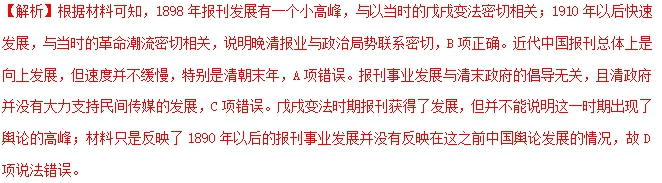 【解析】根据材料可知，1898 年报刊发展有一个小高峰，与以当时的戊戌变法密切相关；1910 年以后快速
发展，与当时的革命潮流密切相关，说明晚清报业与政治局势联系密切，B 项正确。近代中国报刊总体上是
向上发展，但速度并不缓慢，特别是清朝末年，A 项错误。报刊事业发展与清末政府的倡导无关，且清政府
并没有大力支持民间传媒的发展，C 项错误。戊戌变法时期报刊获得了发展，但并不能说明这一时期出现了
舆论的高峰；材料只是反映了 1890 年以后的报刊事业发展并没有反映在这之前中国舆论发展的情况，故 D
项说法错误。